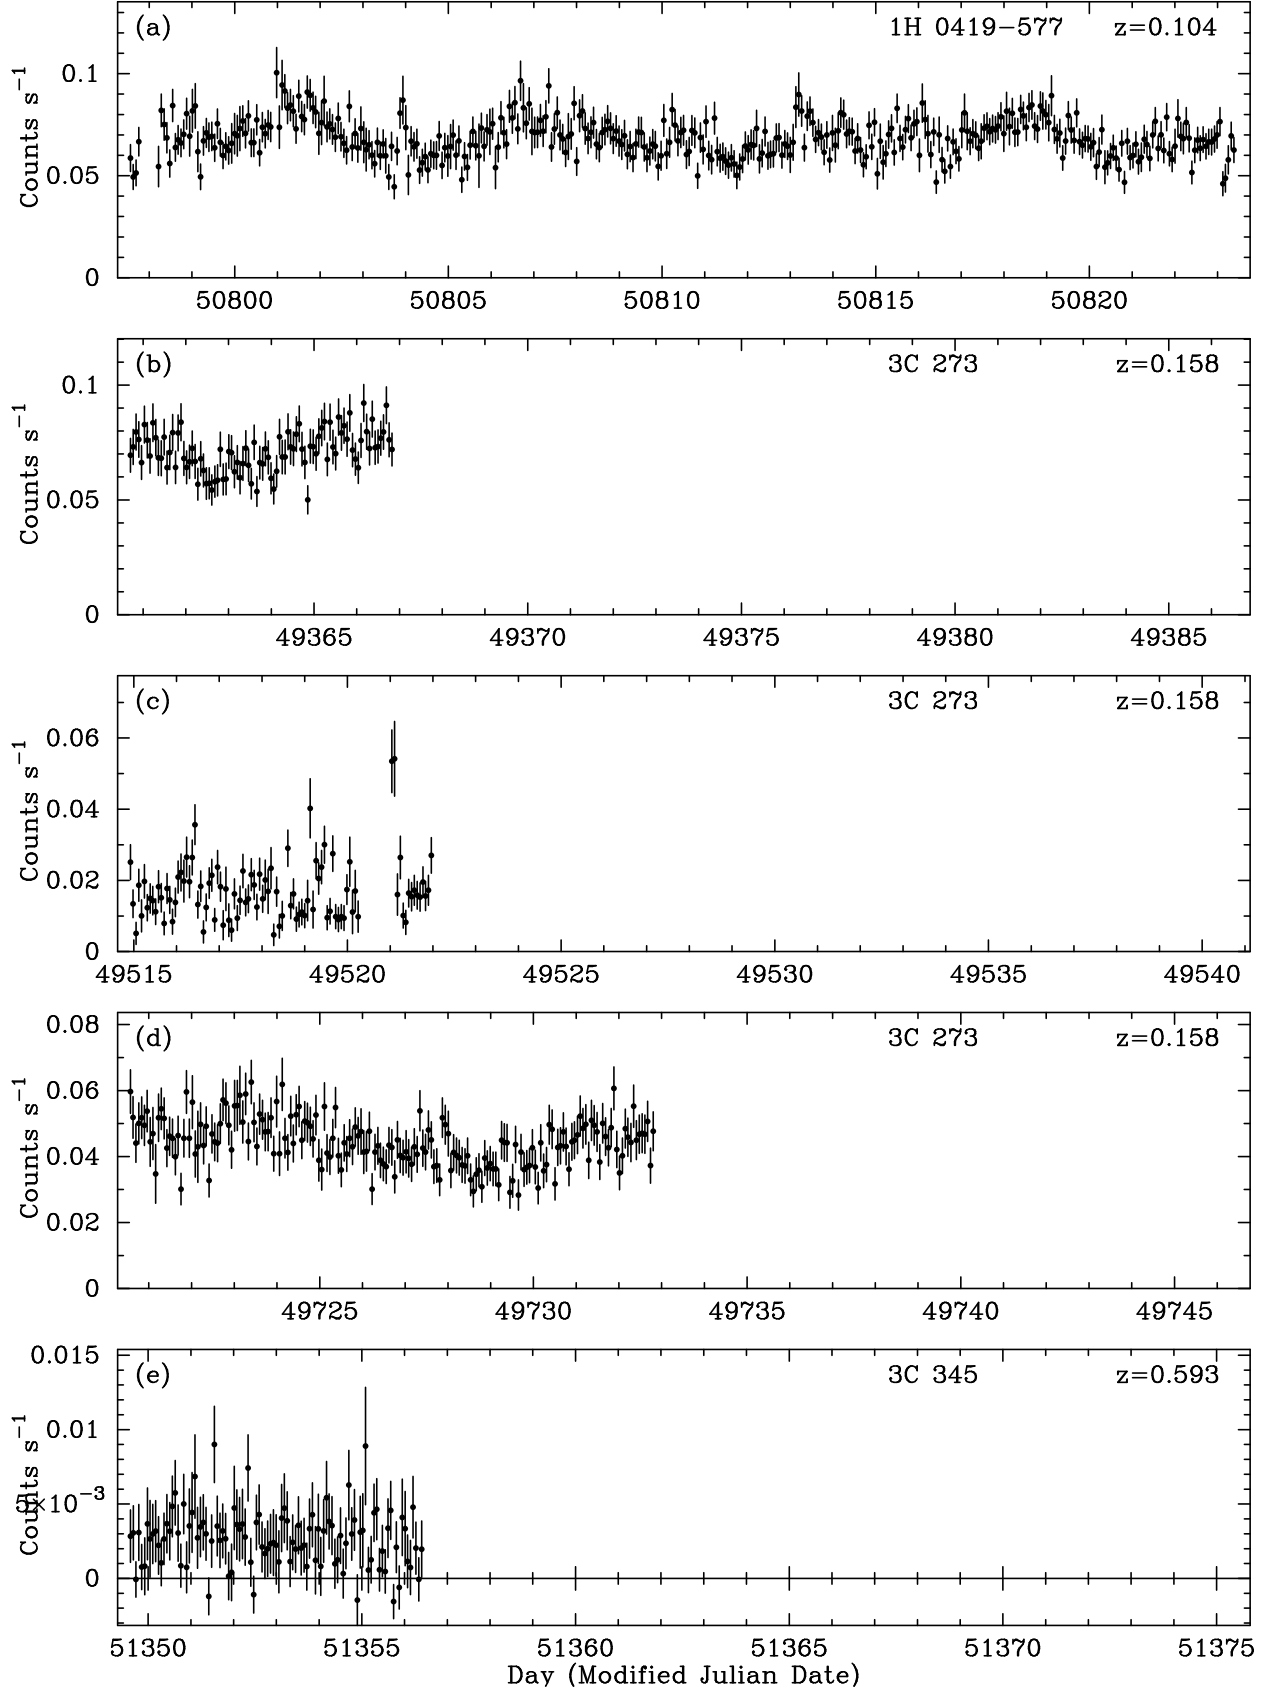 (a) 1H 0419−577 z=0.104
Counts s⁻¹
0.1
0.05
0
50800 50805 50810 50815 50820
(b) 3C 273 z=0.158
Counts s⁻¹
0.1
0.05
0
49365 49370 49375 49380 49385
(c) 3C 273 z=0.158
Counts s⁻¹
0.06
0.04
0.02
0
49515 49520 49525 49530 49535 49540
(d) 3C 273 z=0.158
Counts s⁻¹
0.08
0.06
0.04
0.02
0
49725 49730 49735 49740 49745
(e) 3C 345 z=0.593
Counts s⁻¹
0.015
0.01
5×10⁻³
0
51350 51355 51360 51365 51370 51375
Day (Modified Julian Date)